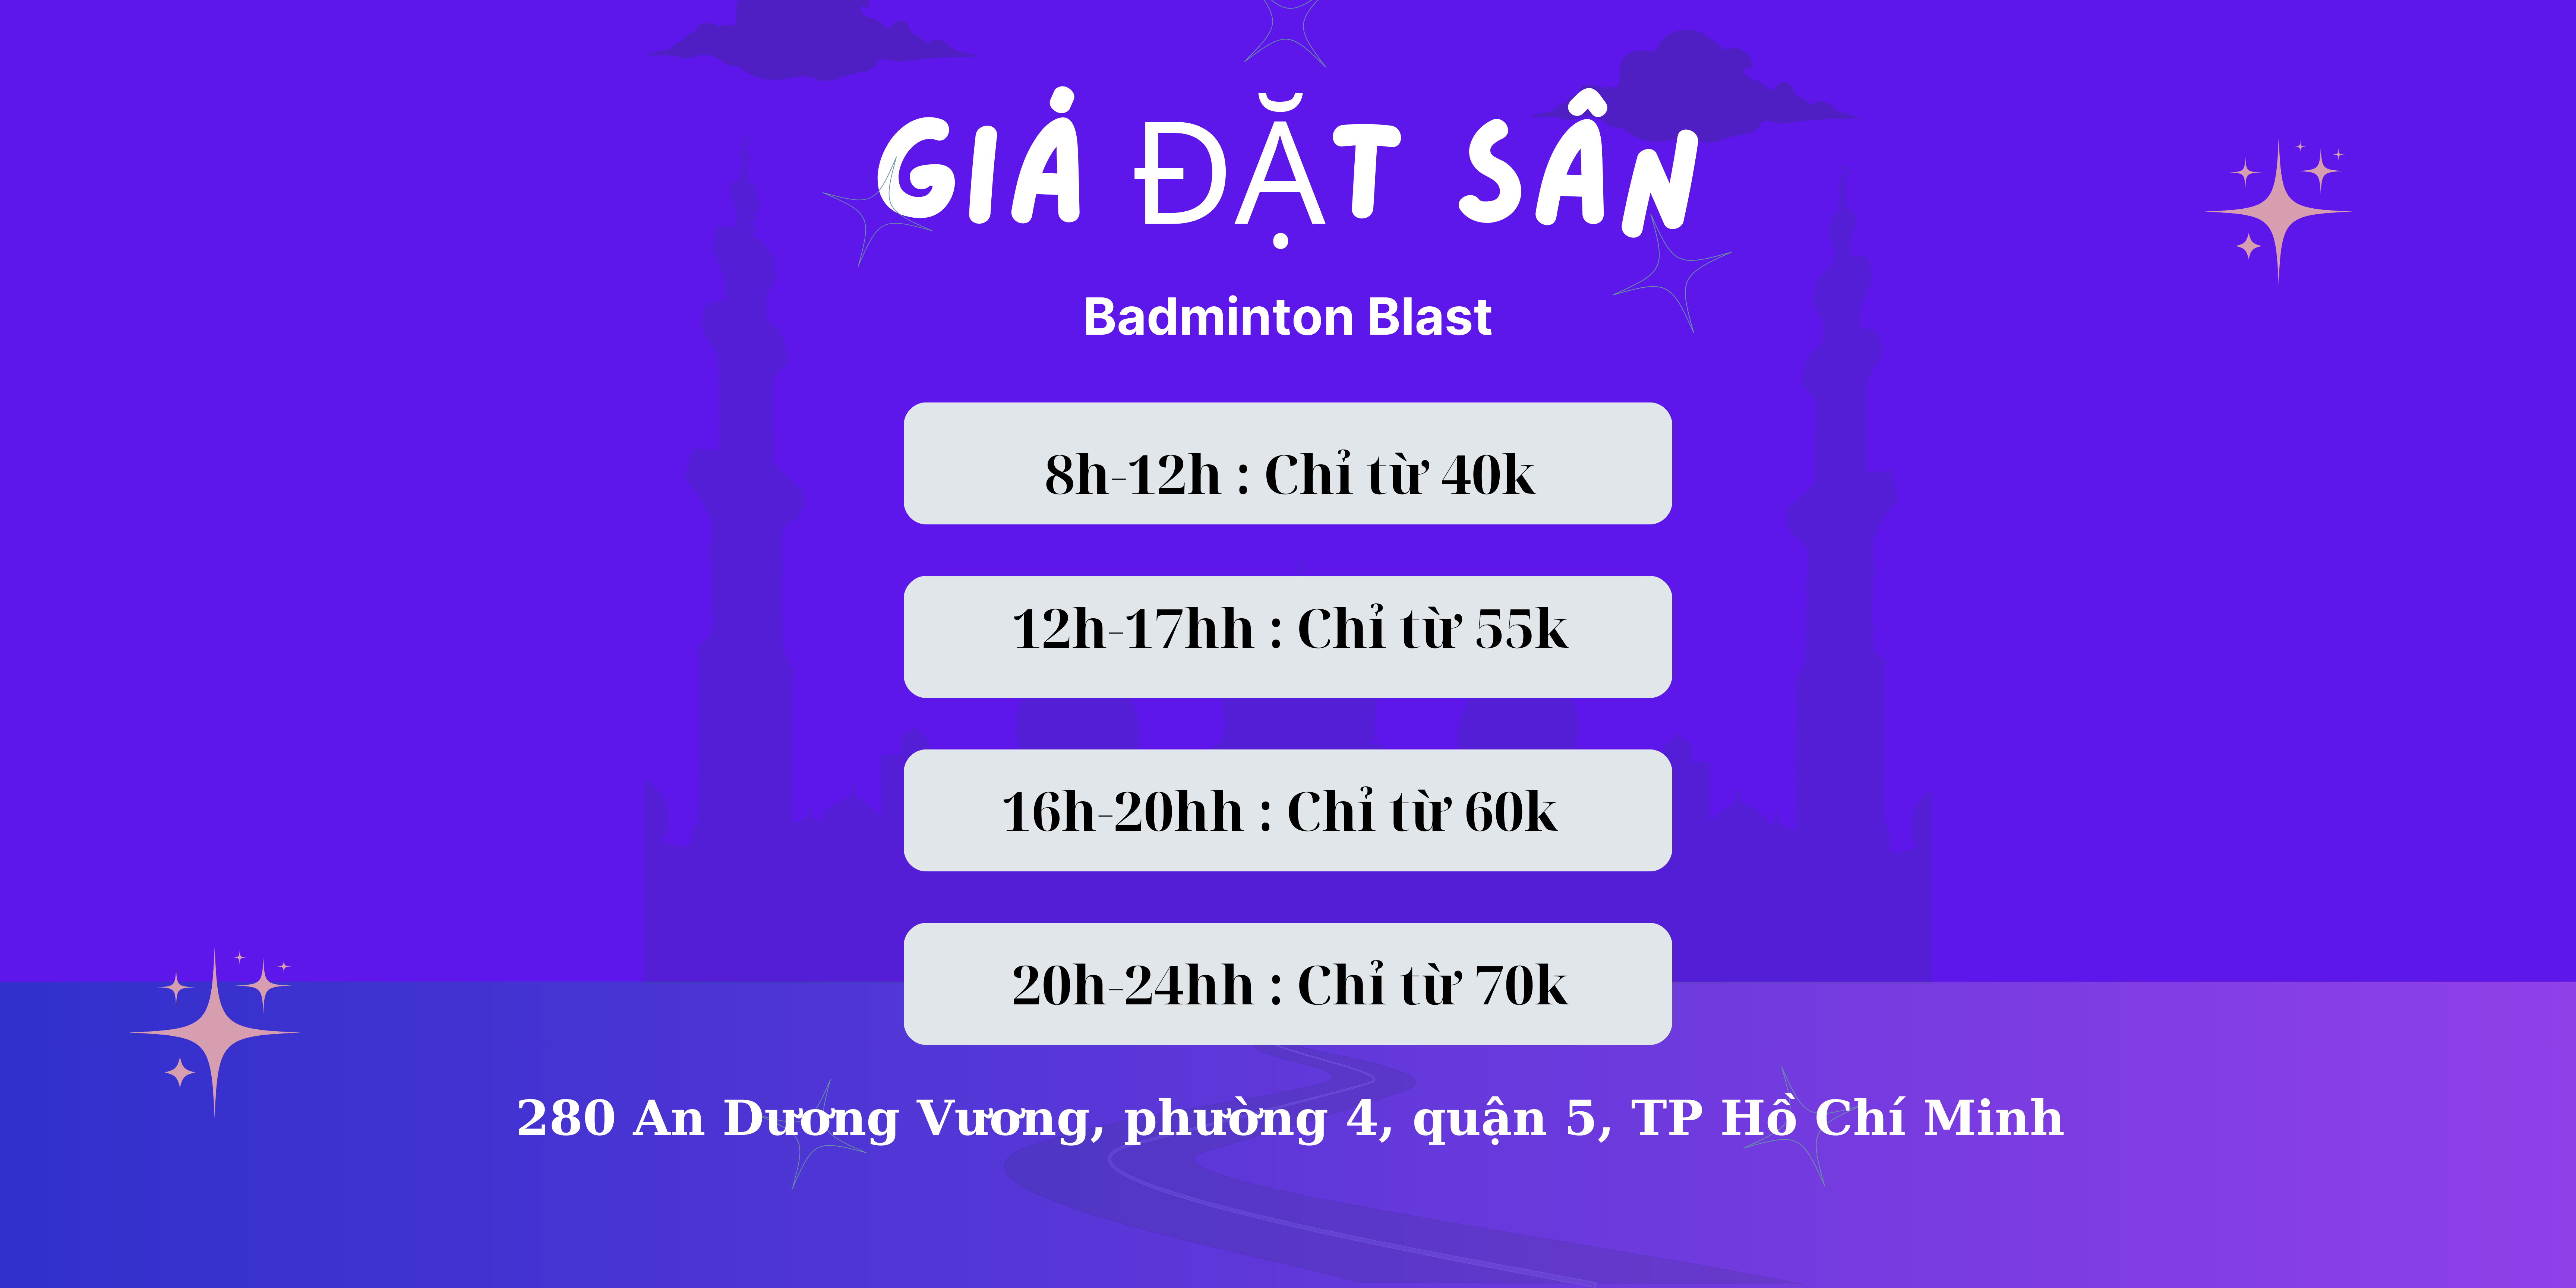 GIẢ ĐẶT SÂN
Badminton Blast
8h-12h : Chỉ từ 40k
12h-17hh : Chỉ từ 55k
16h-20hh : Chỉ từ 60k
20h-24hh : Chỉ từ 70k
280 An Dương Vương, phường 4, quận 5, TP Hồ Chí Minh